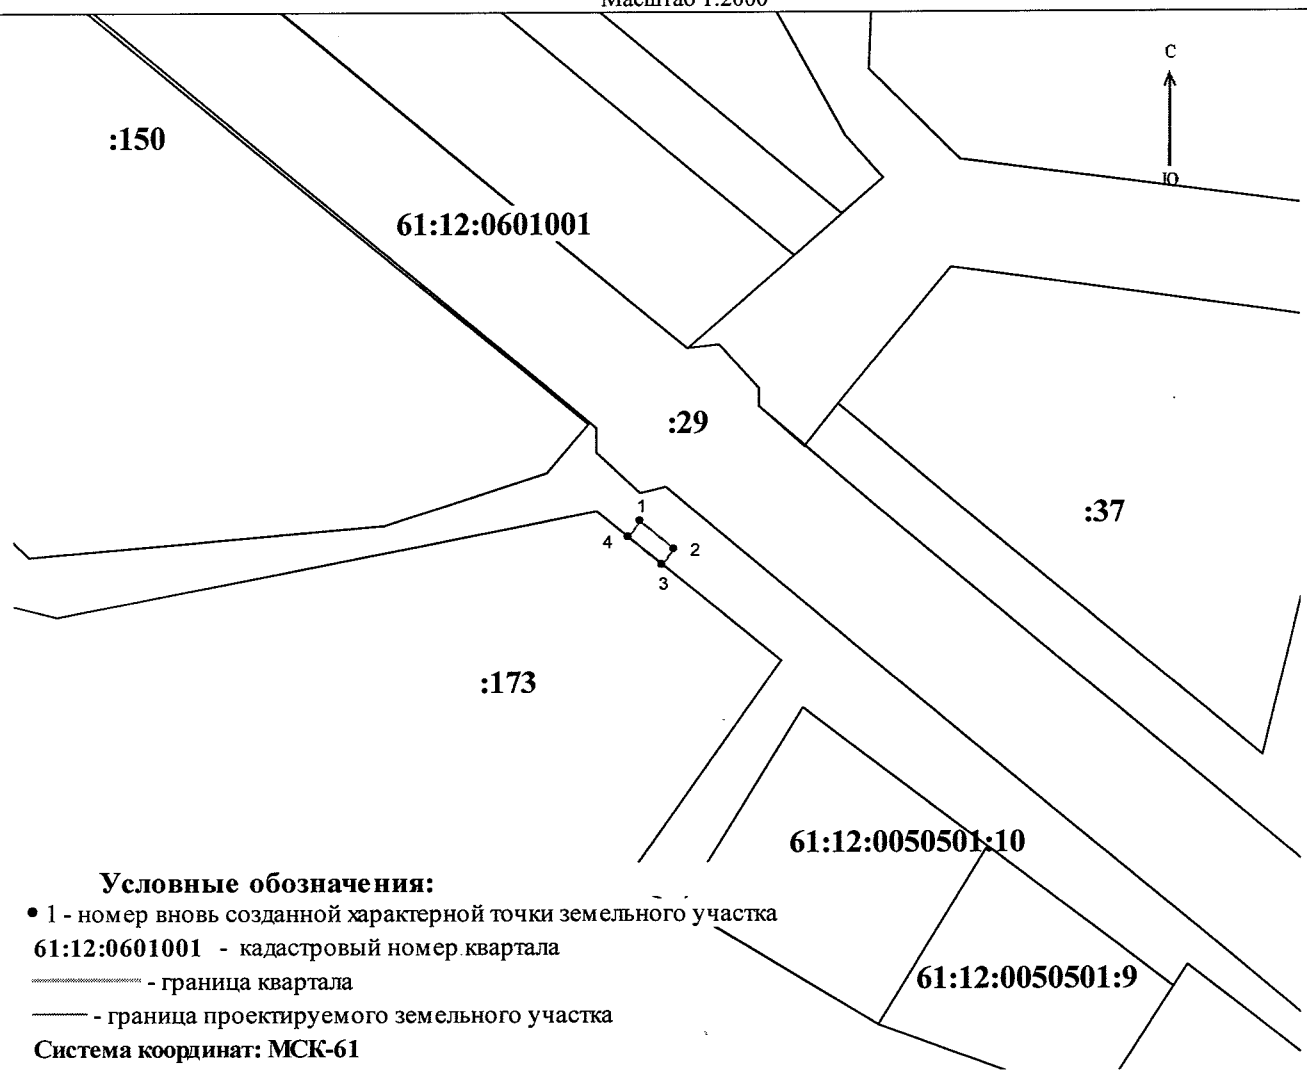 Масштаб 1:2000
С
Ю
:150
61:12:0601001
:29
:37
1
4
2
3
:173
61:12:0050501:10
61:12:0050501:9
Условные обозначения:
1 - номер вновь созданной характерной точки земельного участка
61:12:0601001 - кадастровый номер квартала
- граница квартала
- граница проектируемого земельного участка
Система координат: МСК-61